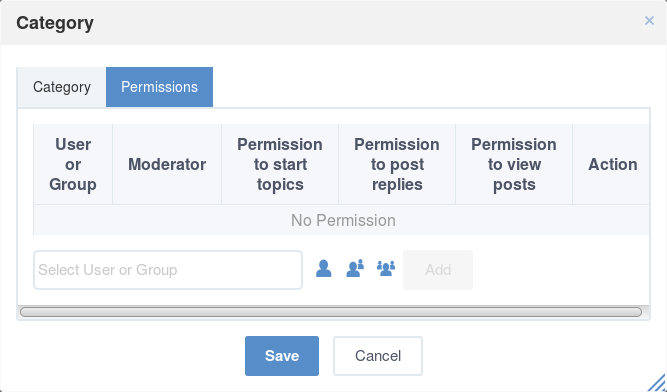 Category
×
Category Permissions
User or Group Moderator Permission to start topics Permission to post replies Permission to view posts Action
No Permission
Select User or Group Add
Save Cancel